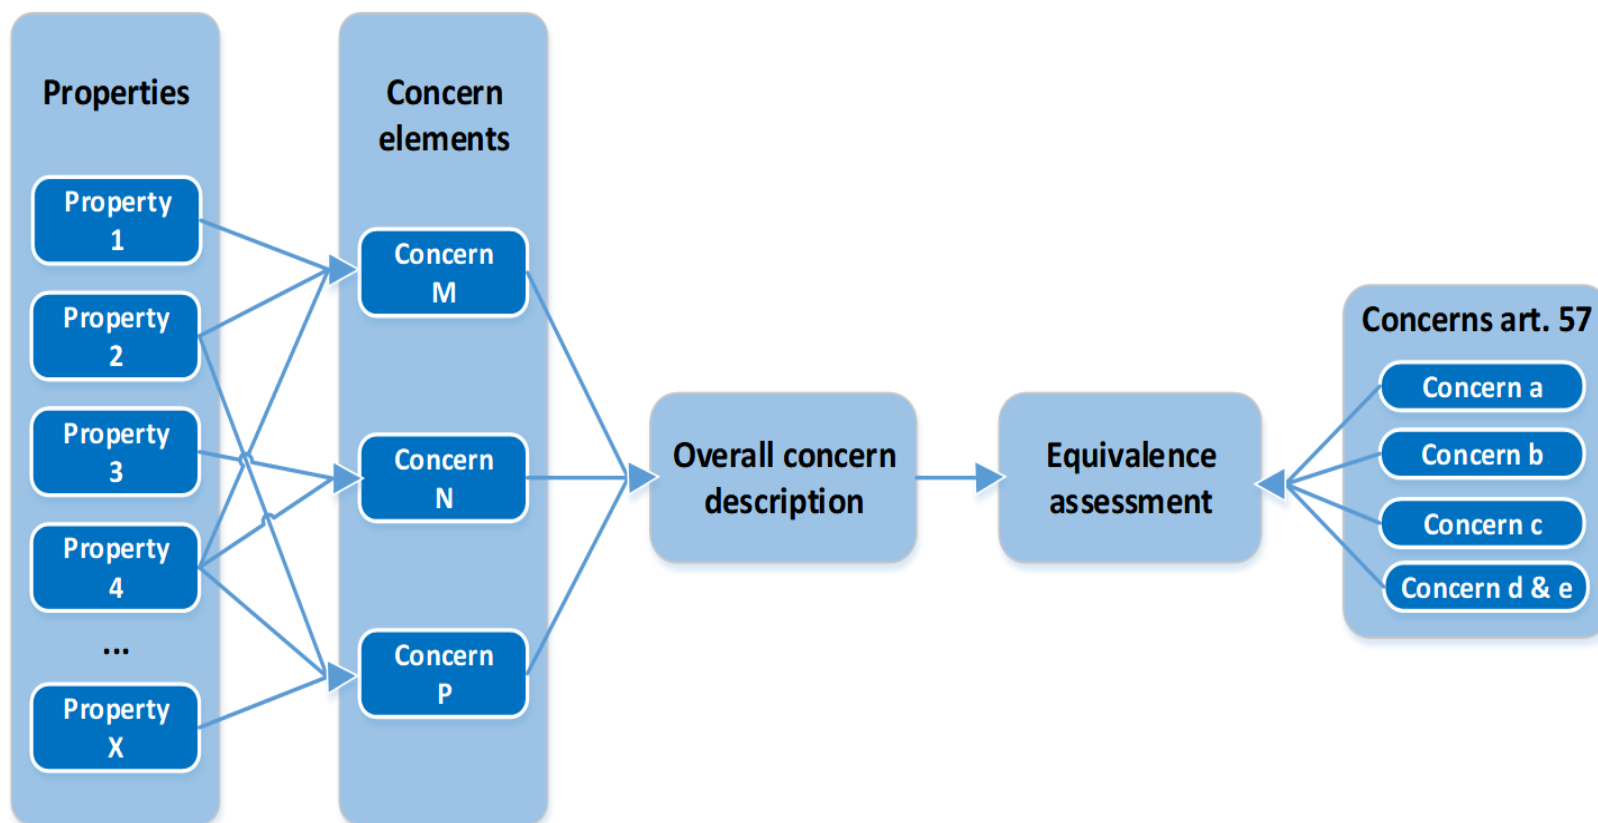 Properties
Property
1
Property
2
Property
3
Property
4
...
Property
X
Concern
elements
Concern
M
Concern
N
Concern
P
Overall concern
description
Equivalence
assessment
Concerns art. 57
Concern a
Concern b
Concern c
Concern d & e